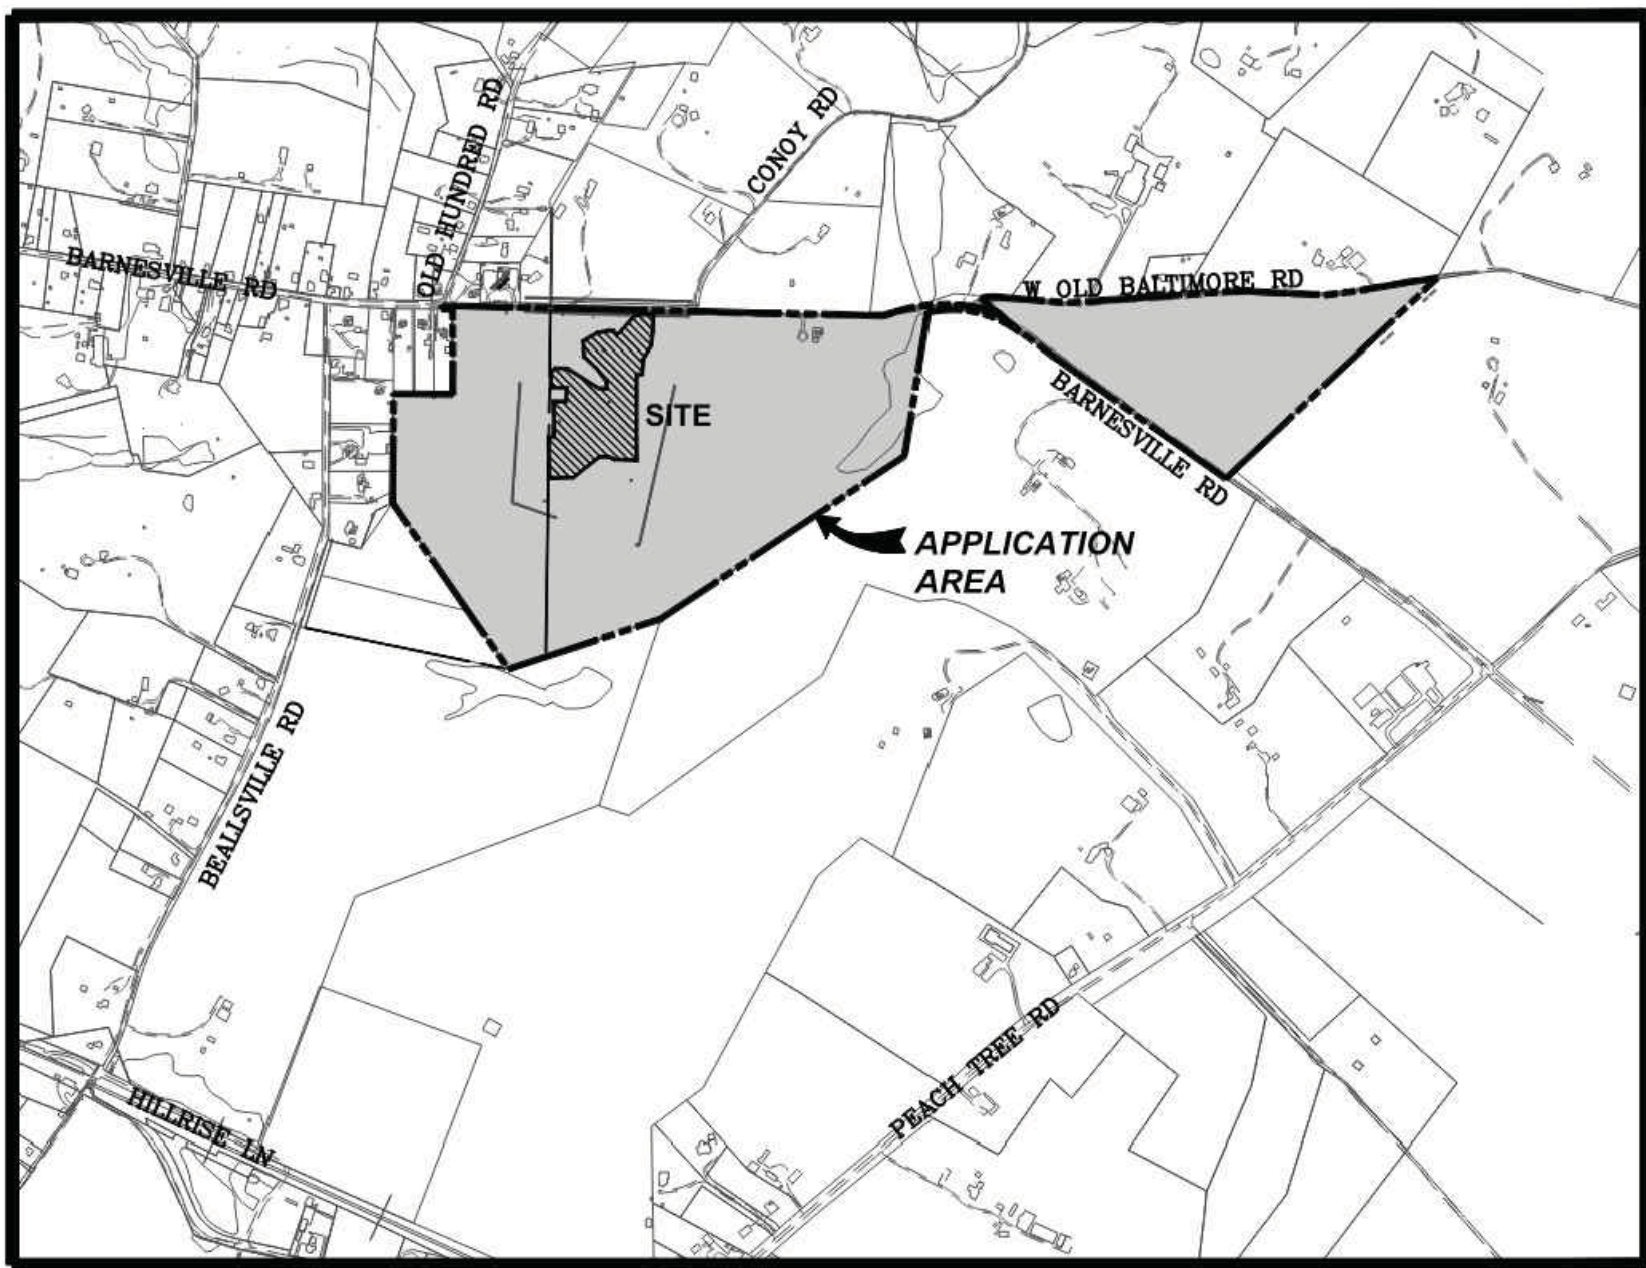 OLD HUNDRED RD
CONOY RD
BARNESVILLE RD
W OLD BALTIMORE RD
SITE
BARNESVILLE RD
APPLICATION
AREA
BEALLSVILLE RD
PEACH TREE RD
HILLRISE LN